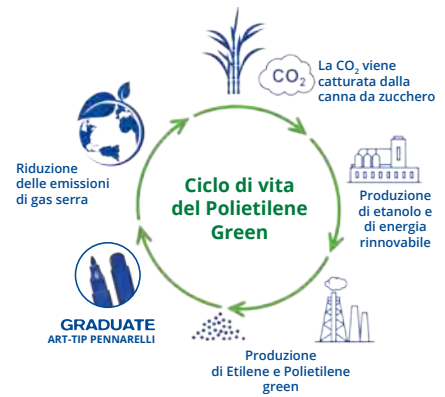 CO₂
La CO₂ viene
catturata dalla
canna da zucchero
Produzione
di etanolo e
di energia
rinnovabile
Produzione
di Etilene e Polietilene
green
GRADUATE
ART-TIP PENNARELLI
Riduzione
delle emissioni
di gas serra
Ciclo di vita
del Polietilene
Green